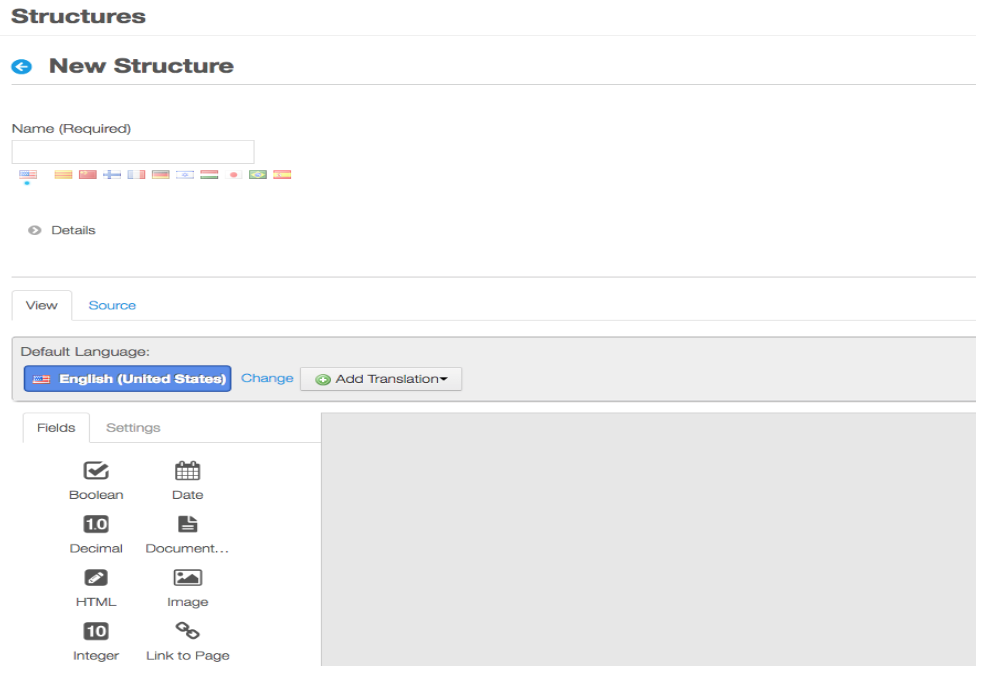 Structures
New Structure
Name (Required)
Details
View Source
Default Language:
English (United States) Change Add Translation
Fields Settings
Boolean Date
1.0
Decimal Document...
HTML Image
10
Integer Link to Page